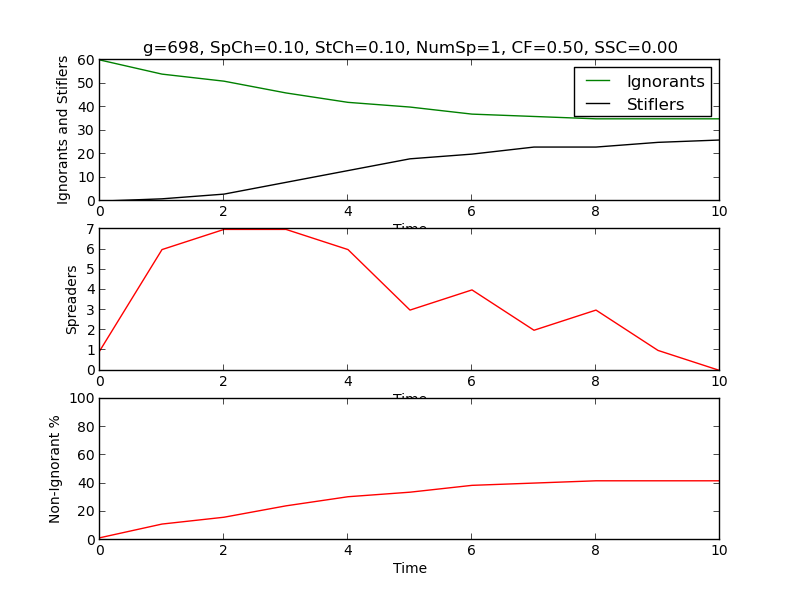 g=698, SpCh=0.10, StCh=0.10, NumSp=1, CF=0.50, SSC=0.00
Ignorants and Stiflers
60
50
40
30
20
10
0
Ignorants
Stiflers
0 2 4 6 8 10
Time
Spreaders
7
6
5
4
3
2
1
0
0 2 4 6 8 10
Time
Non-Ignorant %
100
80
60
40
20
0
0 2 4 6 8 10
Time